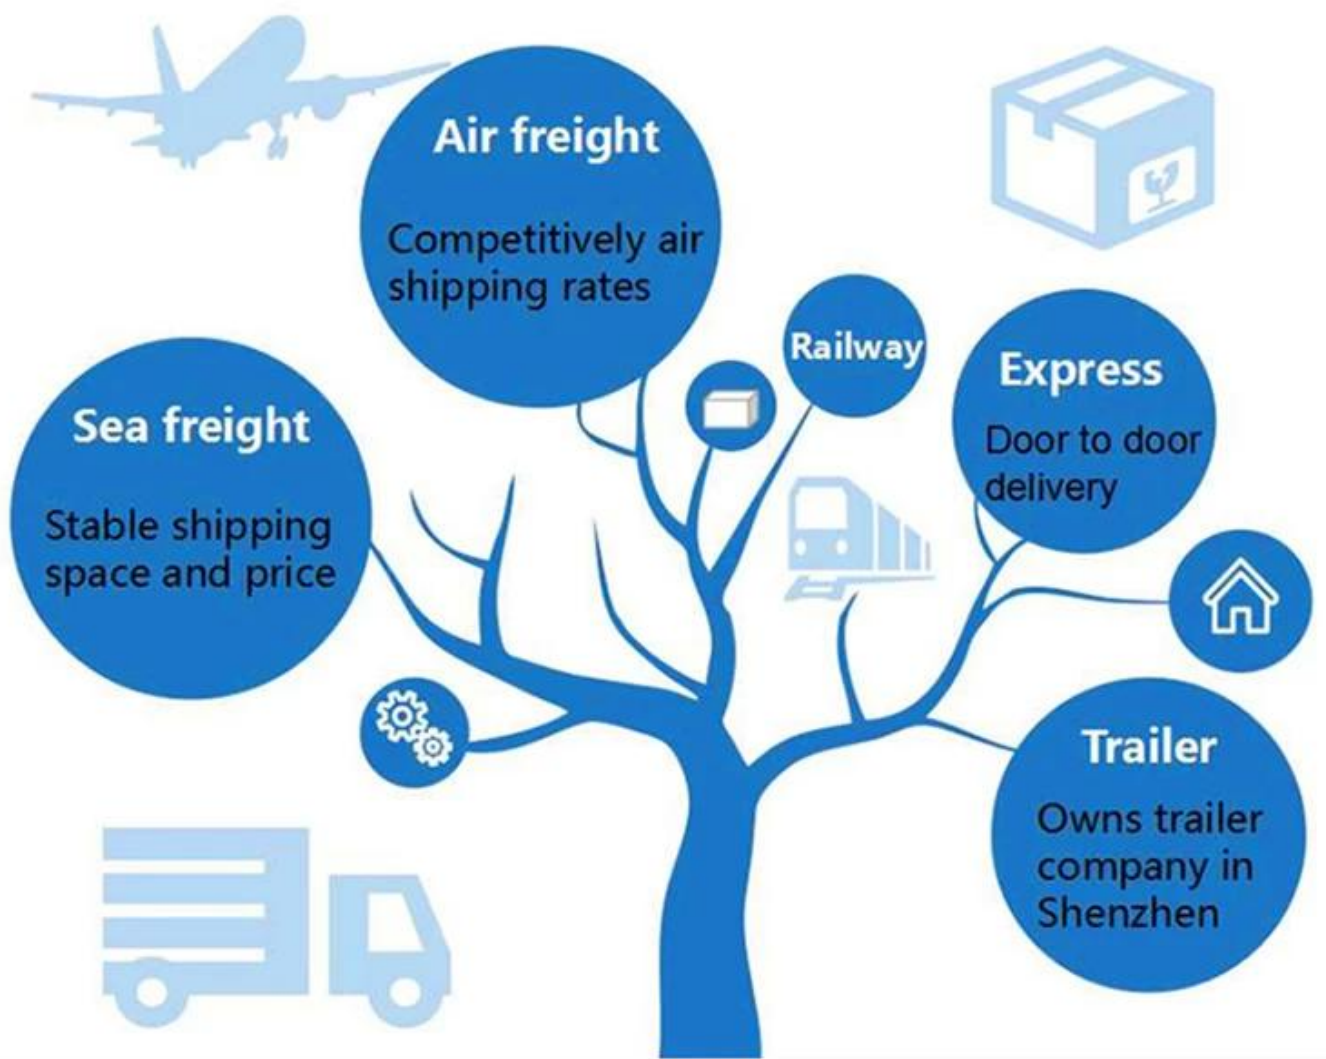 Air freight
Competitively air
shipping rates
Railway
Express
Door to door
delivery
Sea freight
Stable shipping
space and price
Trailer
Owns trailer
company in
Shenzhen